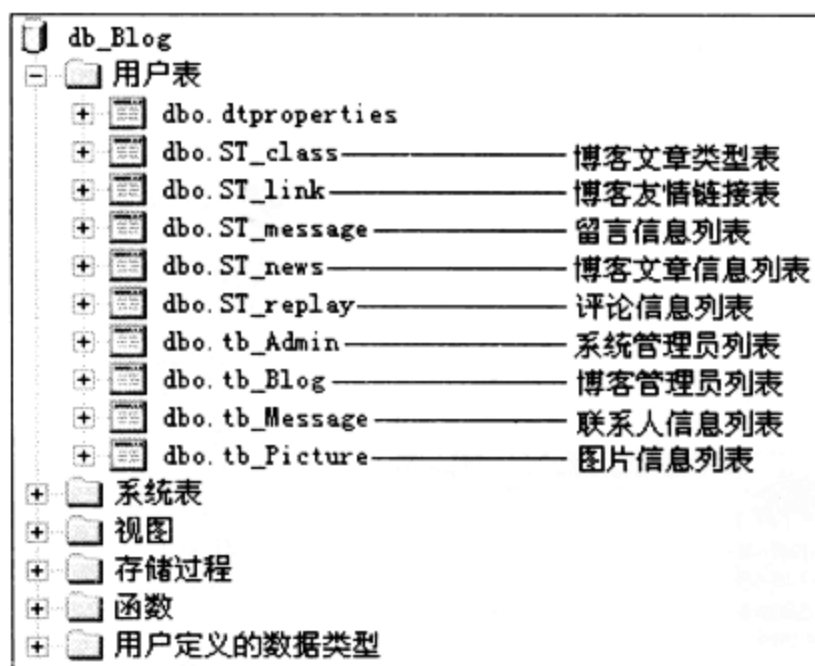 db_Blog
用户表
dbo.dtproperties
dbo.ST_class 博客文章类型表
dbo.ST_link 博客友情链接表
dbo.ST_message 留言信息列表
dbo.ST_news 博客文章信息列表
dbo.ST_replay 评论信息列表
dbo.tb_Admin 系统管理员列表
dbo.tb_Blog 博客管理员列表
dbo.tb_Message 联系人信息列表
dbo.tb_Picture 图片信息列表
系统表
视图
存储过程
函数
用户定义的数据类型